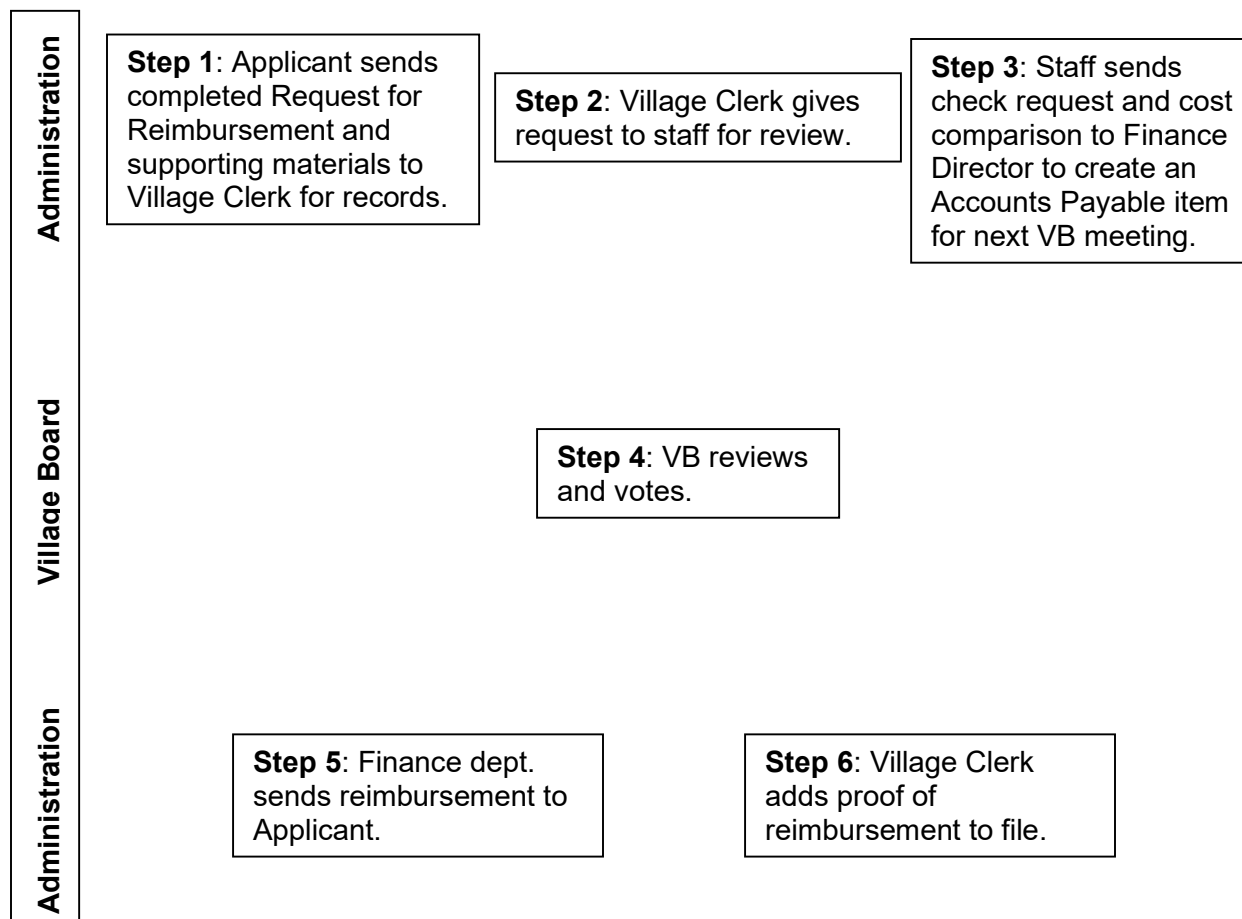 Administration
Step 1: Applicant sends
completed Request for
Reimbursement and
supporting materials to
Village Clerk for records.
Step 2: Village Clerk gives
request to staff for review.
Step 3: Staff sends
check request and cost
comparison to Finance
Director to create an
Accounts Payable item
for next VB meeting.
Village Board
Step 4: VB reviews
and votes.
Administration
Step 5: Finance dept.
sends reimbursement to
Applicant.
Step 6: Village Clerk
adds proof of
reimbursement to file.